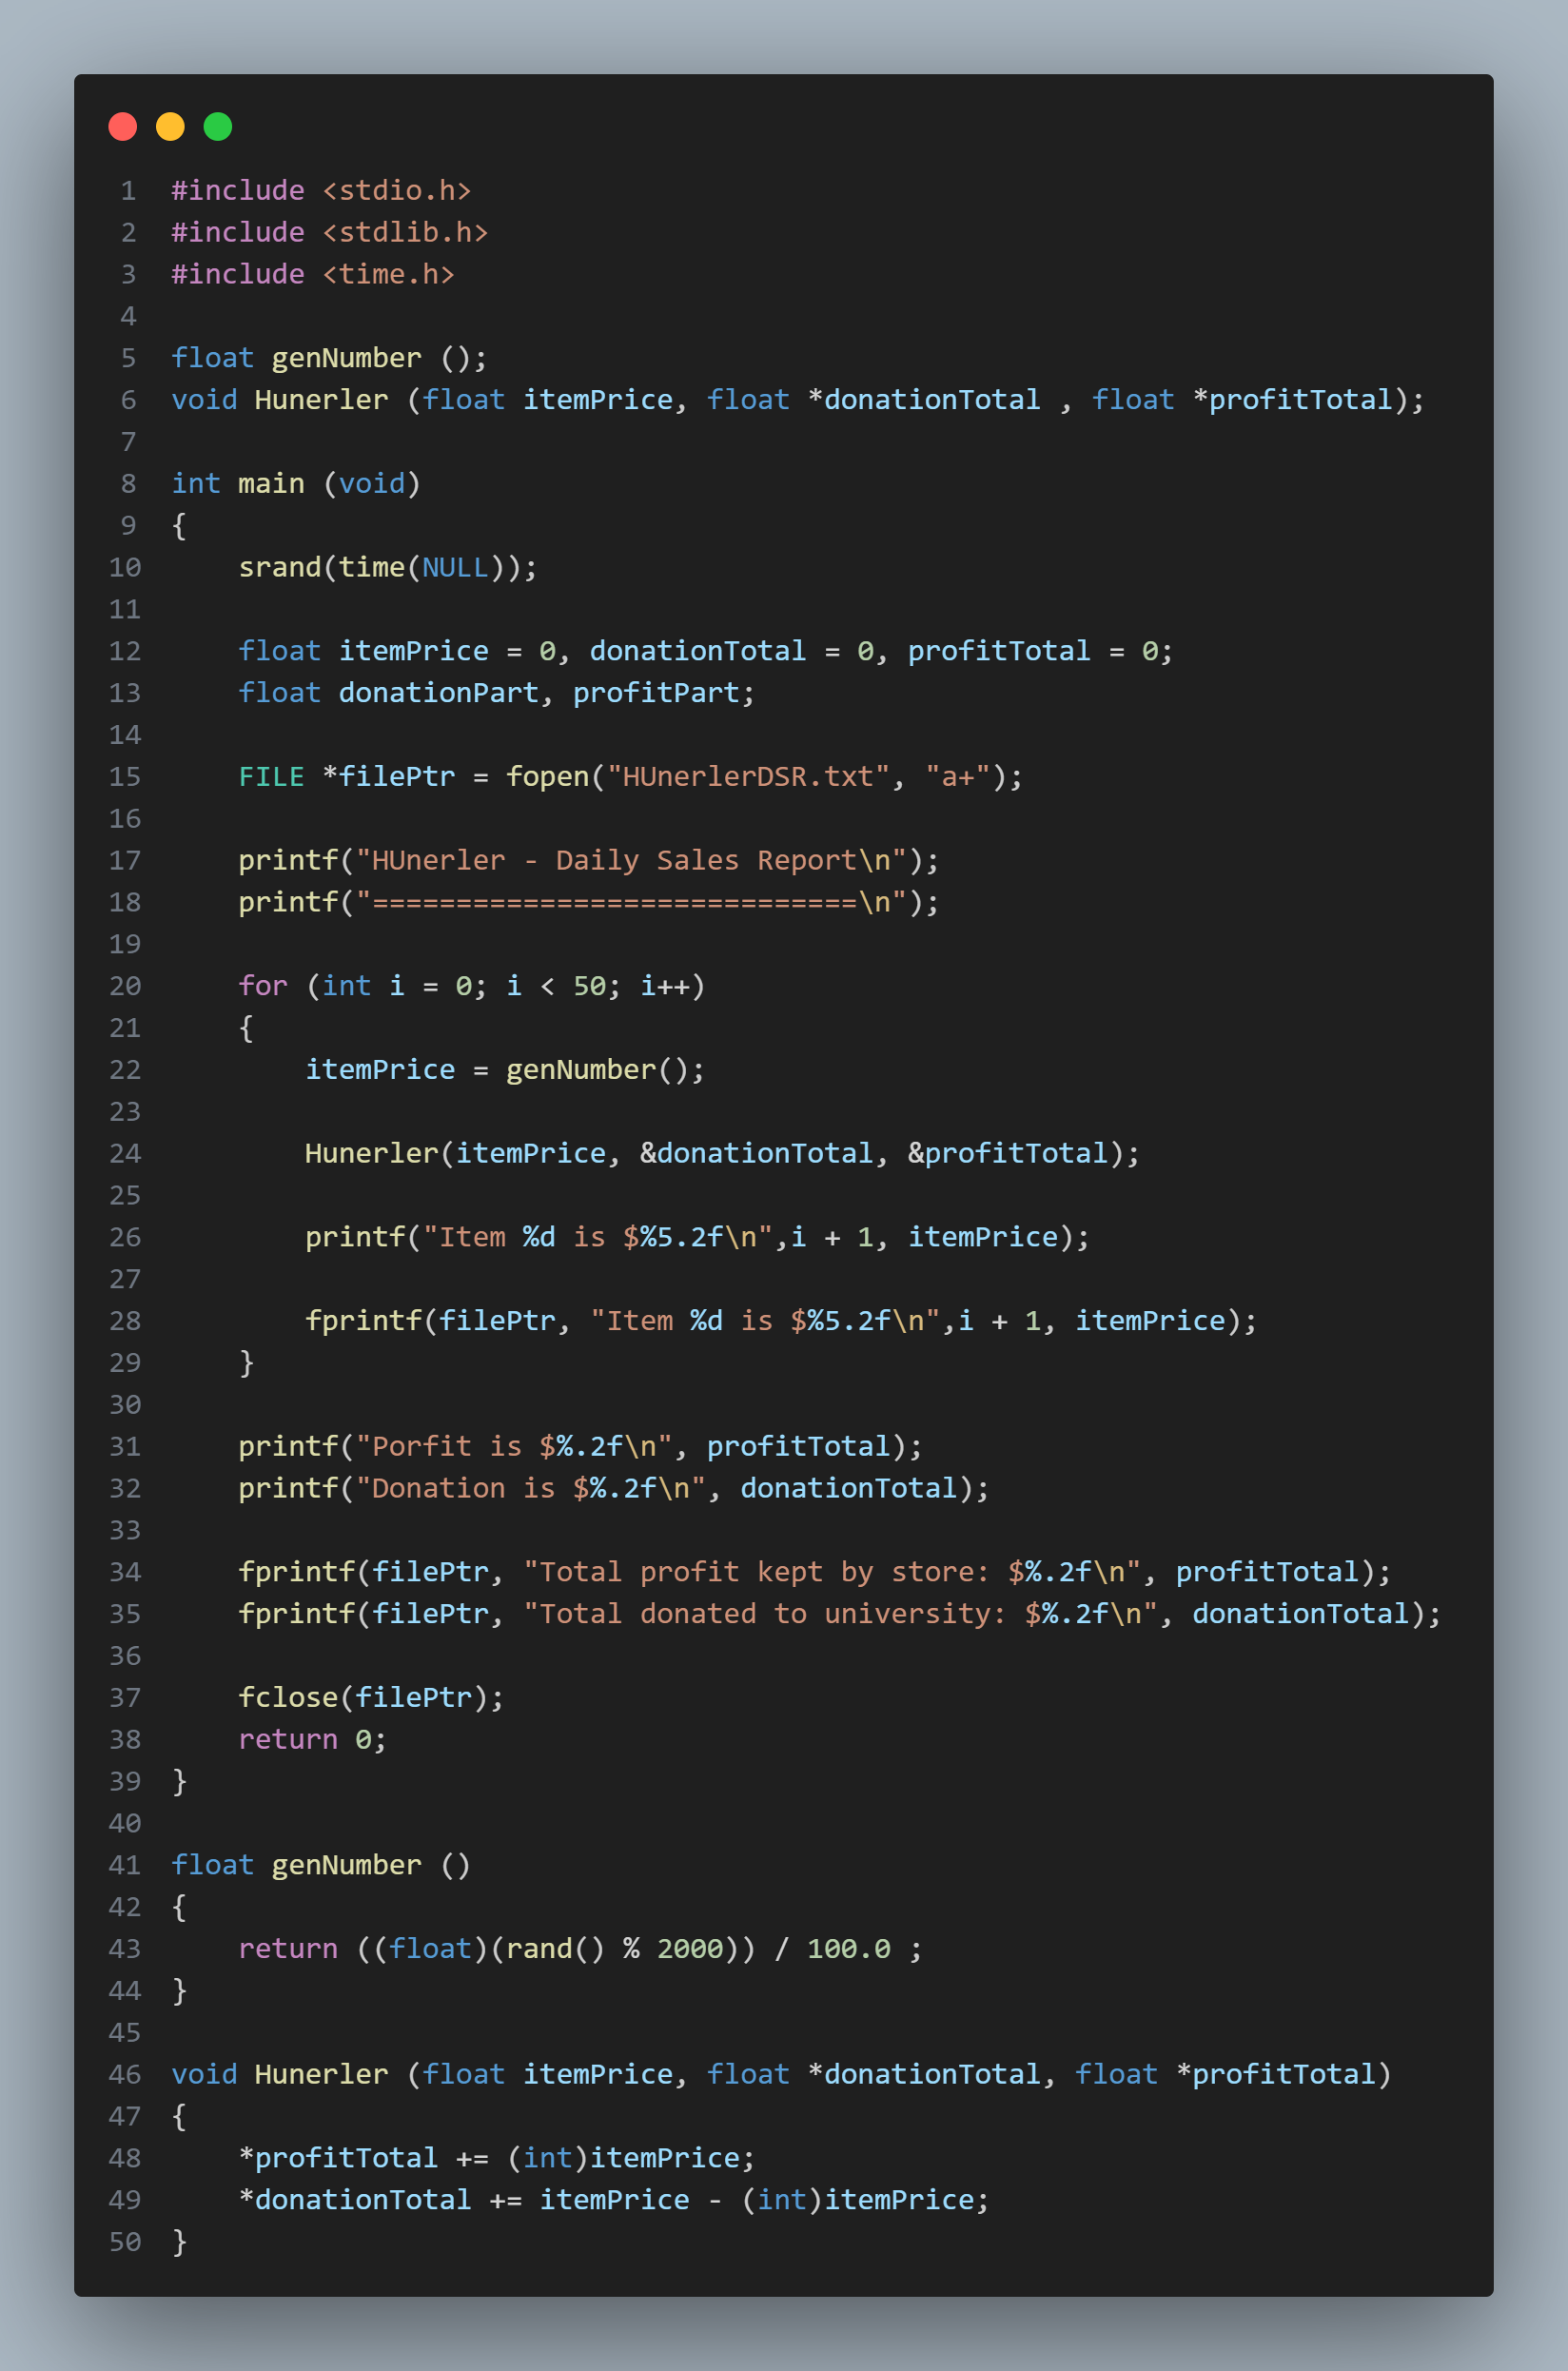 1 #include <stdio.h>
2 #include <stdlib.h>
3 #include <time.h>
4
5 float genNumber ();
6 void Hunerler (float itemPrice, float *donationTotal , float *profitTotal);
7
8 int main (void)
9 {
10     srand(time(NULL));
11
12     float itemPrice = 0, donationTotal = 0, profitTotal = 0;
13     float donationPart, profitPart;
14
15     FILE *filePtr = fopen("HUnerlerDSR.txt", "a+");
16
17     printf("HUnerler - Daily Sales Report\n");
18     printf("=============================\n");
19
20     for (int i = 0; i < 50; i++)
21     {
22         itemPrice = genNumber();
23
24         Hunerler(itemPrice, &donationTotal, &profitTotal);
25
26         printf("Item %d is $%5.2f\n",i + 1, itemPrice);
27
28         fprintf(filePtr, "Item %d is $%5.2f\n",i + 1, itemPrice);
29     }
30
31     printf("Porfit is $%.2f\n", profitTotal);
32     printf("Donation is $%.2f\n", donationTotal);
33
34     fprintf(filePtr, "Total profit kept by store: $%.2f\n", profitTotal);
35     fprintf(filePtr, "Total donated to university: $%.2f\n", donationTotal);
36
37     fclose(filePtr);
38     return 0;
39 }
40
41 float genNumber ()
42 {
43     return ((float)(rand() % 2000)) / 100.0 ;
44 }
45
46 void Hunerler (float itemPrice, float *donationTotal, float *profitTotal)
47 {
48     *profitTotal += (int)itemPrice;
49     *donationTotal += itemPrice - (int)itemPrice;
50 }